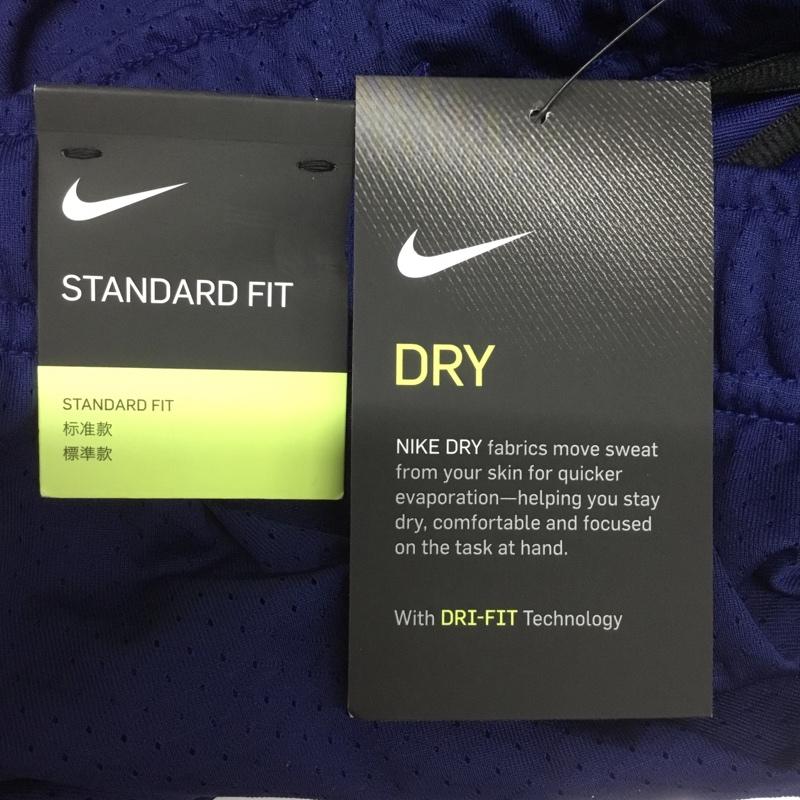 STANDARD FIT
STANDARD FIT
标准款
標準款
DRY
NIKE DRY fabrics move sweat
from your skin for quicker
evaporation—helping you stay
dry, comfortable and focused
on the task at hand.
With DRI-FIT Technology